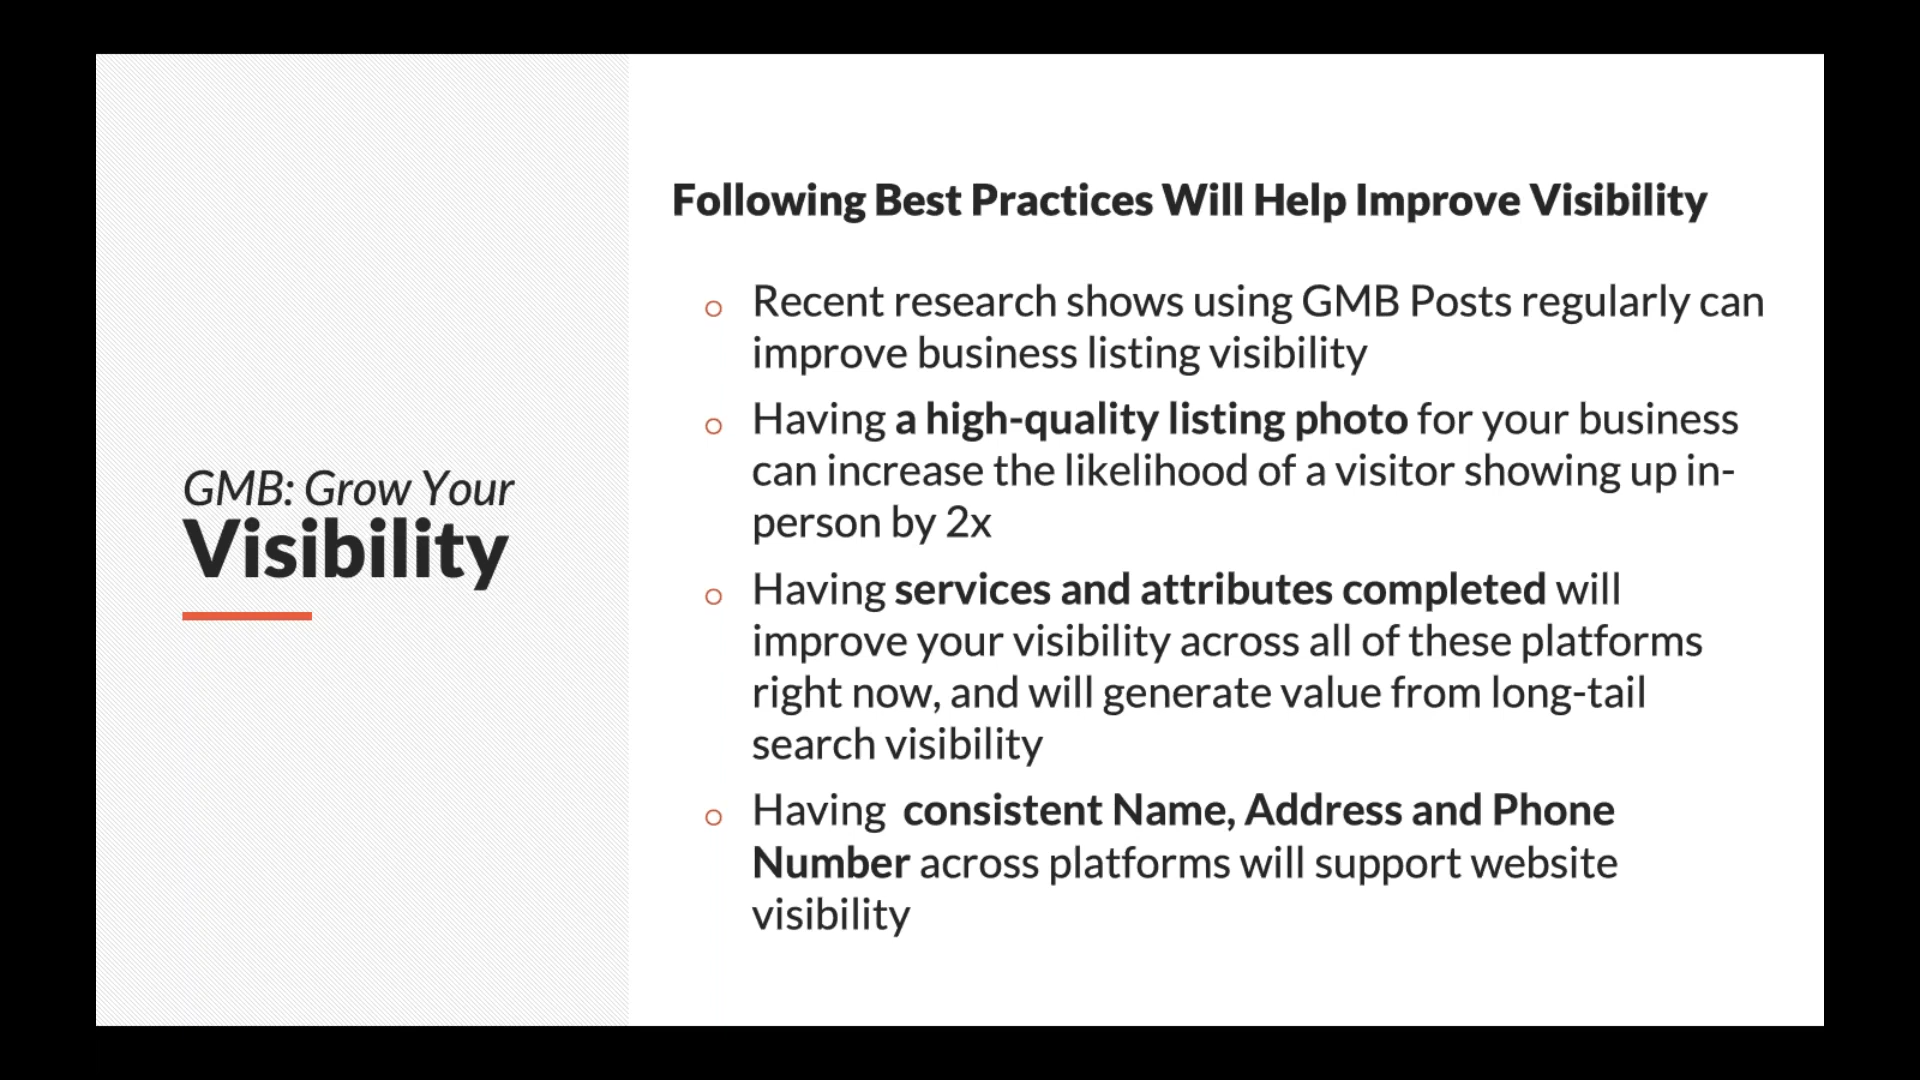 GMB: Grow Your
Visibility
Following Best Practices Will Help Improve Visibility
Recent research shows using GMB Posts regularly can
improve business listing visibility
Having a high-quality listing photo for your business
can increase the likelihood of a visitor showing up in-
person by 2x
Having services and attributes completed will
improve your visibility across all of these platforms
right now, and will generate value from long-tail
search visibility
Having consistent Name, Address and Phone
Number across platforms will support website
visibility